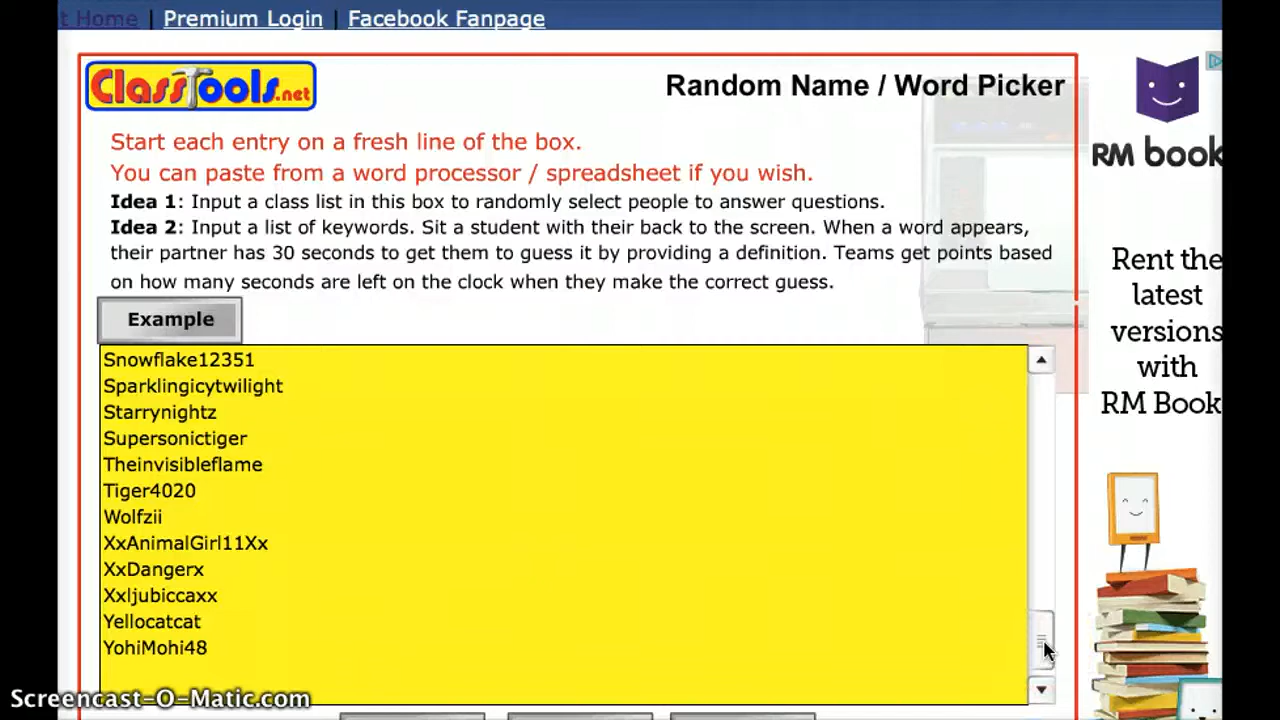 t Home | Premium Login | Facebook Fanpage
ClassTools.net
Random Name / Word Picker
Start each entry on a fresh line of the box.
You can paste from a word processor / spreadsheet if you wish.
Idea 1: Input a class list in this box to randomly select people to answer questions.
Idea 2: Input a list of keywords. Sit a student with their back to the screen. When a word appears,
their partner has 30 seconds to get them to guess it by providing a definition. Teams get points based
on how many seconds are left on the clock when they make the correct guess.
Example
Snowflake12351
Sparklingicytwilight
Starrynightz
Supersonictiger
Theinvisibleflame
Tiger4020
Wolfzii
XxAnimalGirl11Xx
XxDangerx
Xxljubiccaxx
Yellocatcat
YohiMohi48
RM book
Rent the
latest
versions
with
RM Book
Screencast-O-Matic.com